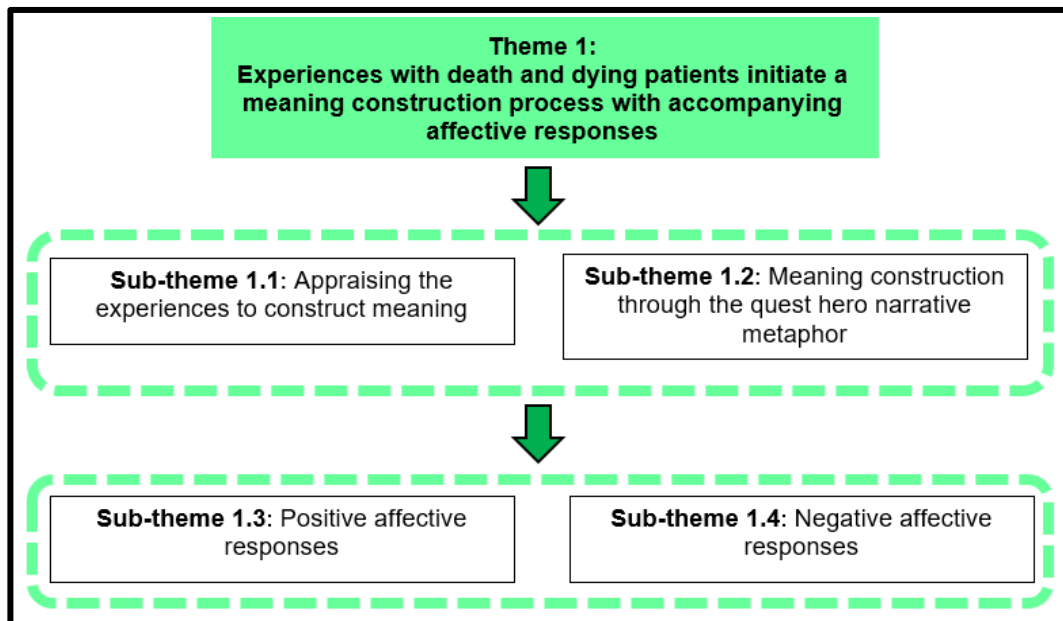 Theme 1:
Experiences with death and dying patients initiate a
meaning construction process with accompanying
affective responses
Sub-theme 1.1: Appraising the
experiences to construct meaning
Sub-theme 1.2: Meaning construction
through the quest hero narrative
metaphor
Sub-theme 1.3: Positive affective
responses
Sub-theme 1.4: Negative affective
responses